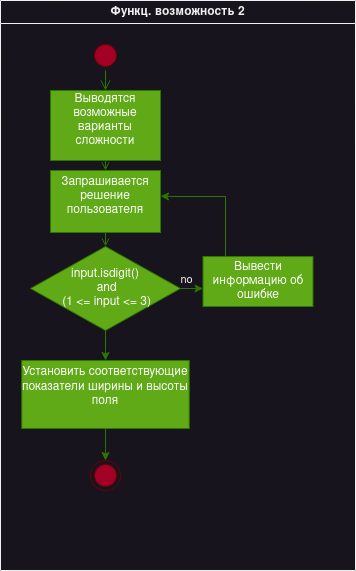 Функц. возможность 2
Выводятся
возможные
варианты
сложности
Запрашивается
решение
пользователя
input.isdigit()
and
(1 <= input <= 3)
no
Вывести
информацию об
ошибке
Установить соответствующие
показатели ширины и высоты
поля